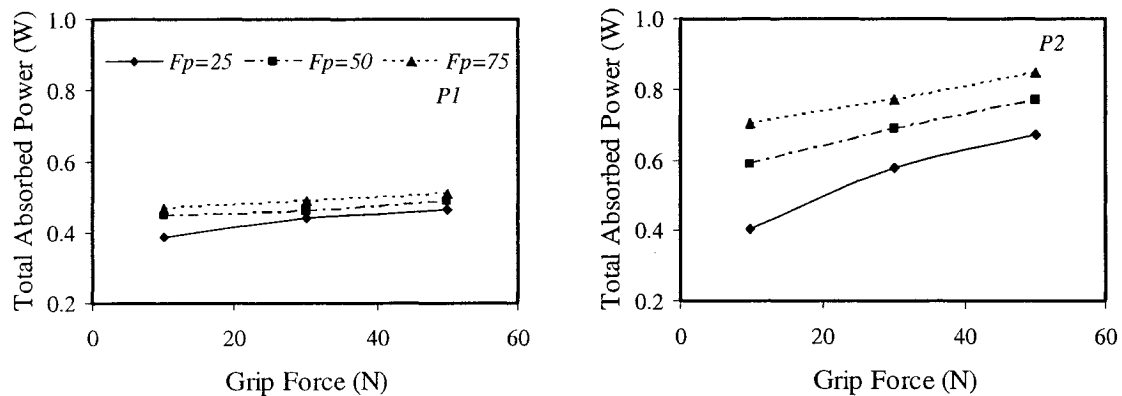 Total Absorbed Power (W)
1.0
0.8
0.6
0.4
0.2
Fp=25 Fp=50 Fp=75
P1
0 20 40 60
Grip Force (N)
Total Absorbed Power (W)
1.0
0.8
0.6
0.4
0.2
P2
0 20 40 60
Grip Force (N)